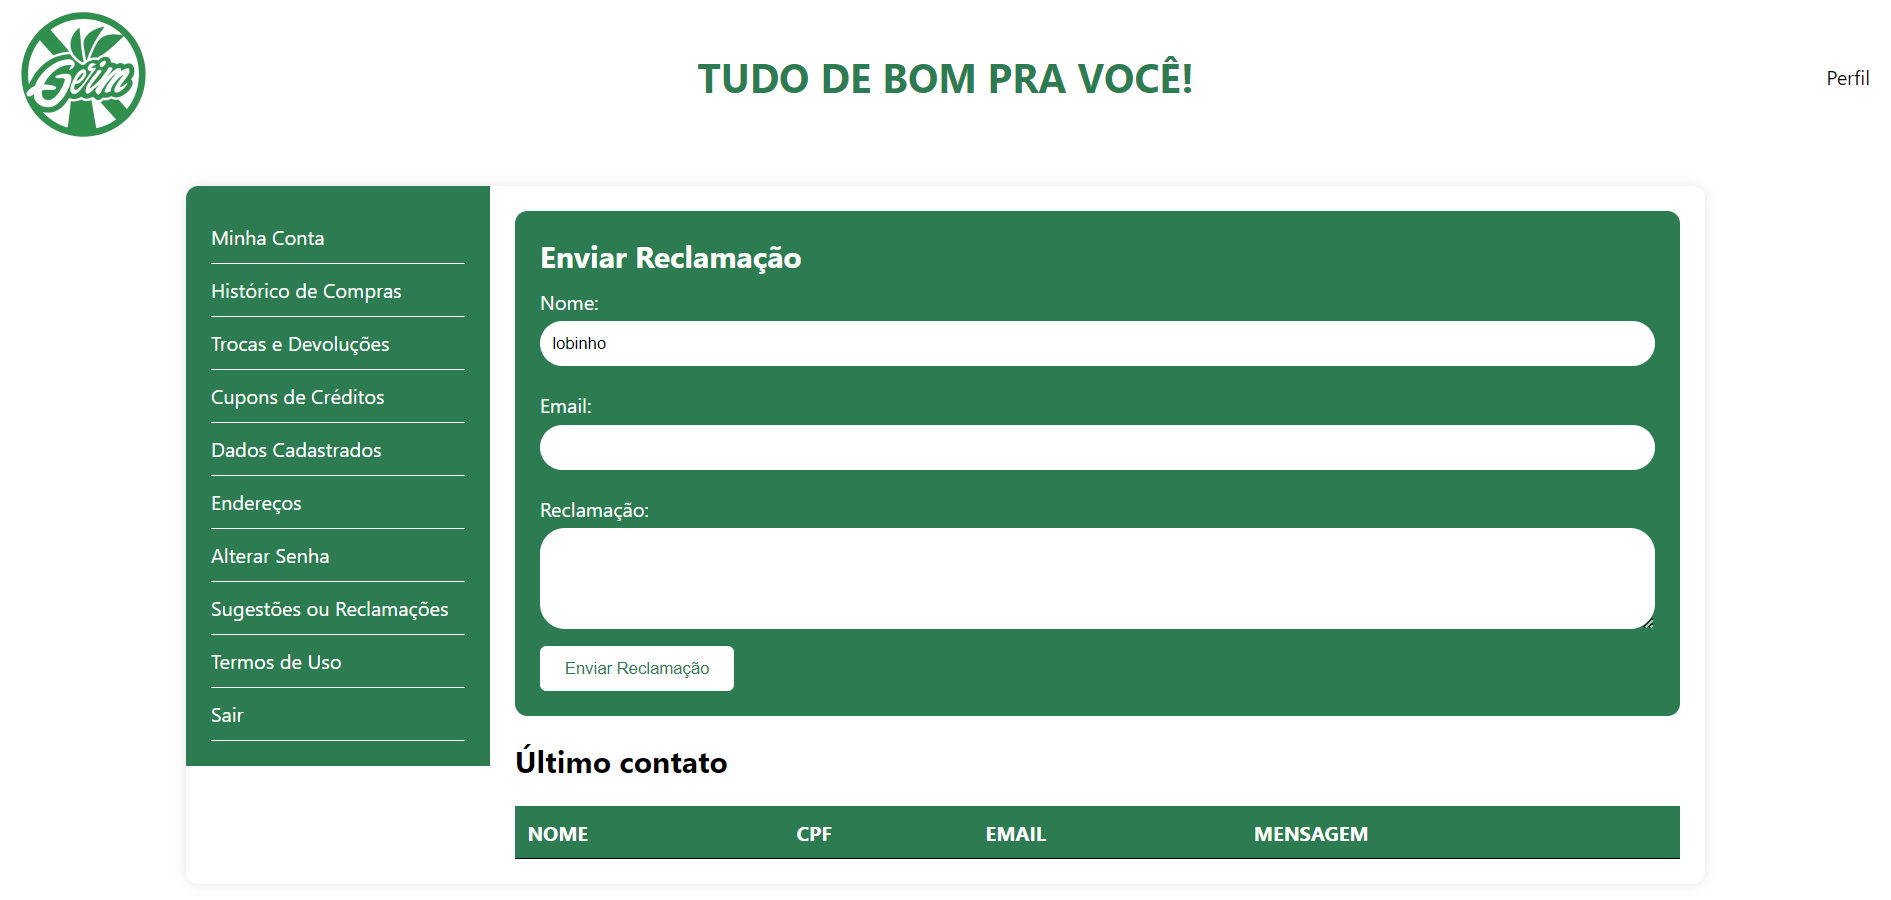 Gerim
TUDO DE BOM PRA VOCÊ!
Perfil
Minha Conta
Histórico de Compras
Trocas e Devoluções
Cupons de Créditos
Dados Cadastrados
Endereços
Alterar Senha
Sugestões ou Reclamações
Termos de Uso
Sair
Enviar Reclamação
Nome:
lobinho
Email:
Reclamação:
Enviar Reclamação
Último contato
NOME CPF EMAIL MENSAGEM